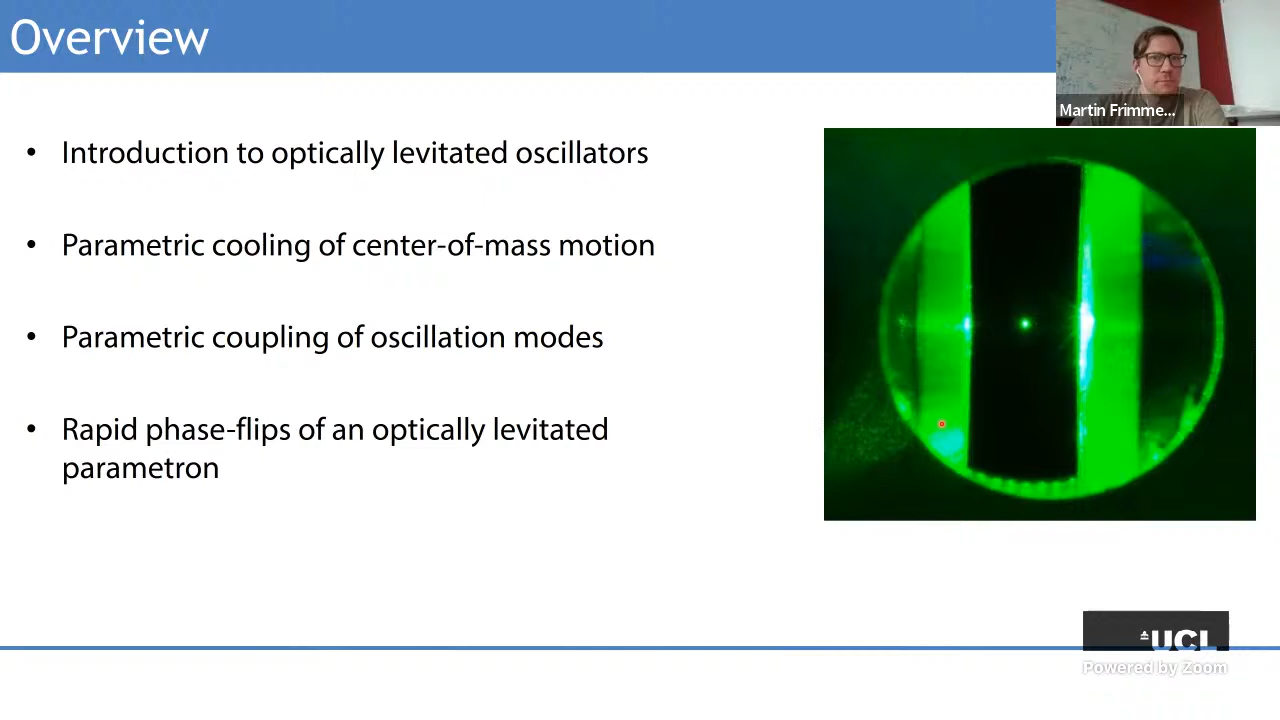 Overview
Martin Frimme...
• Introduction to optically levitated oscillators
• Parametric cooling of center-of-mass motion
• Parametric coupling of oscillation modes
• Rapid phase-flips of an optically levitated
parametron
UCL
Powered by Zoom